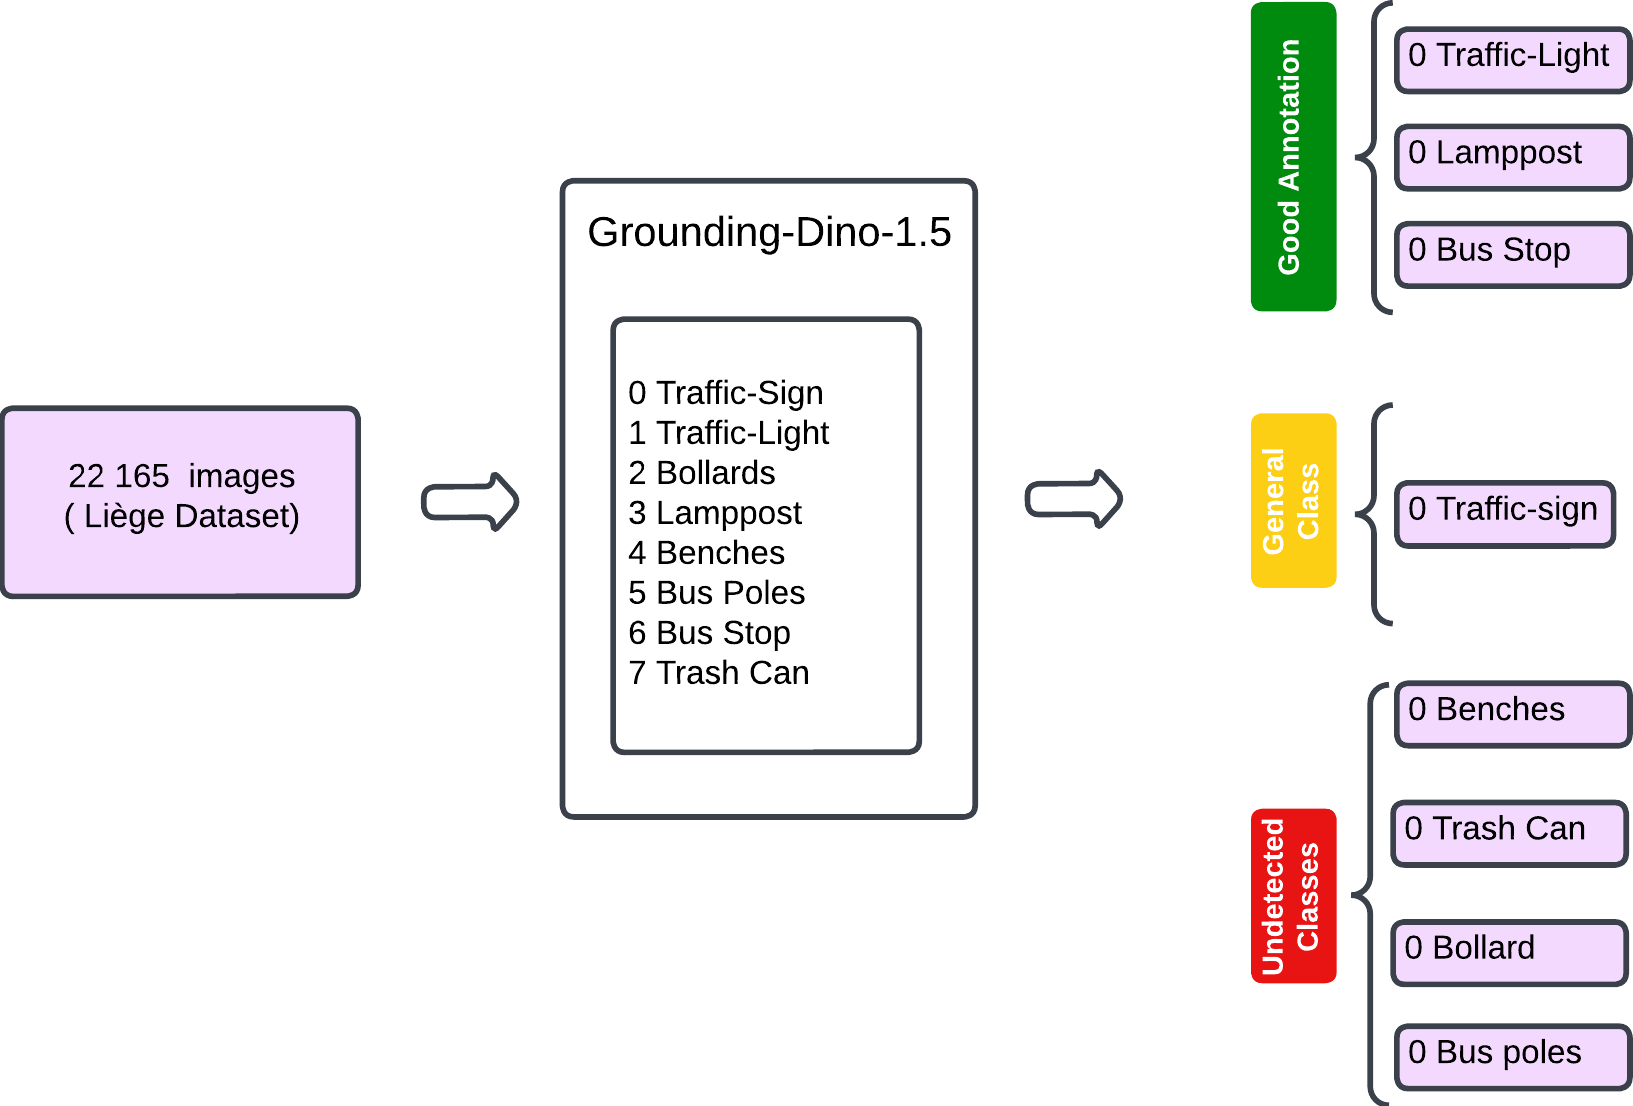 22 165  images
( Liège Dataset)
Grounding-Dino-1.5
0 Traffic-Sign
1 Traffic-Light
2 Bollards
3 Lamppost
4 Benches
5 Bus Poles
6 Bus Stop
7 Trash Can
Good Annotation
0 Traffic-Light
0 Lamppost
0 Bus Stop
General
Class
0 Traffic-sign
Undetected
Classes
0 Benches
0 Trash Can
0 Bollard
0 Bus poles